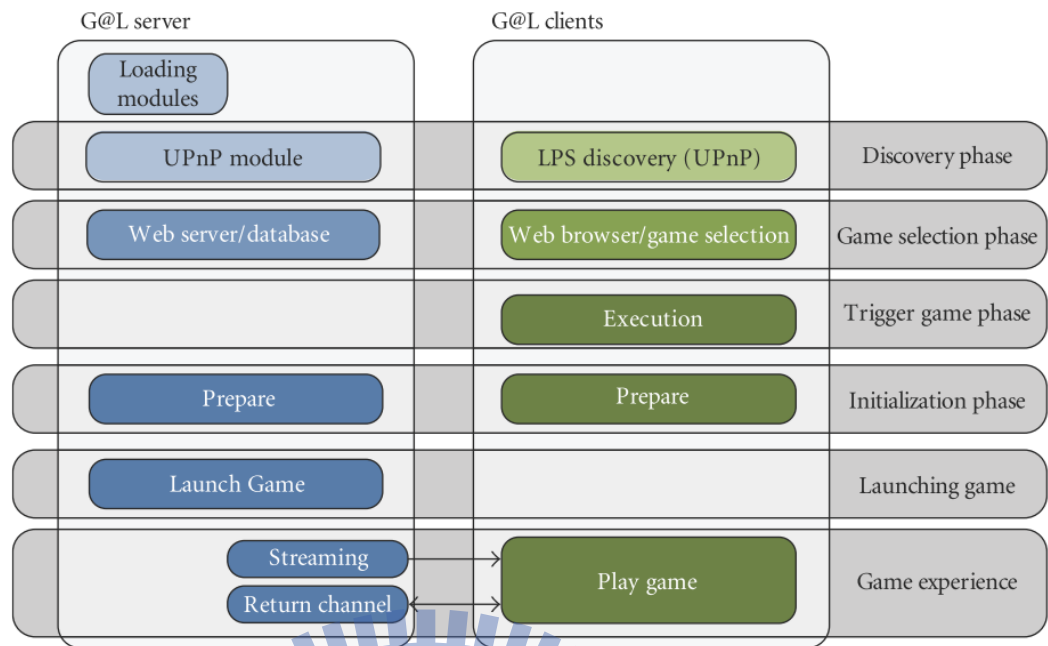 G@L server
G@L clients
Loading
modules
UPnP module
LPS discovery (UPnP)
Discovery phase
Web server/database
Web browser/game selection
Game selection phase
Execution
Trigger game phase
Prepare
Prepare
Initialization phase
Launch Game
Launching game
Streaming
Play game
Game experience
Return channel